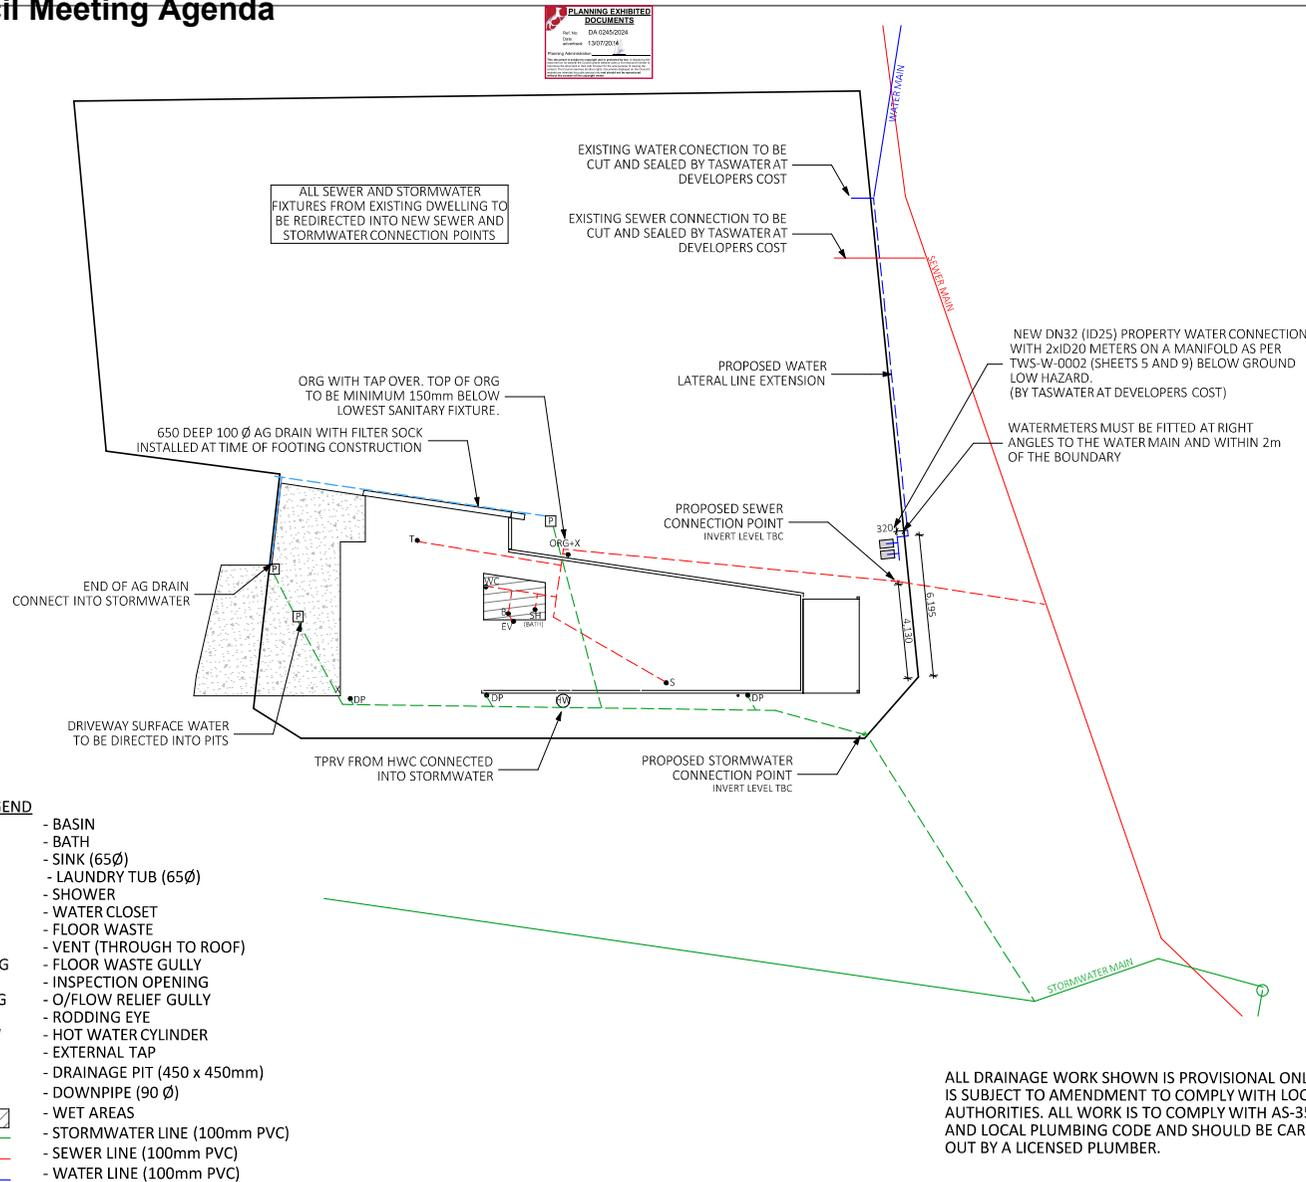 cil Meeting Agenda
PLANNING EXHIBITED
DOCUMENTS
Ref. No: DA 0245/2024
Date
advertised: 13/07/2024
Planning Administration
WATER MAIN
EXISTING WATER CONECTION TO BE
CUT AND SEALED BY TASWATER AT
DEVELOPERS COST
ALL SEWER AND STORMWATER
FIXTURES FROM EXISTING DWELLING TO
BE REDIRECTED INTO NEW SEWER AND
STORMWATER CONNECTION POINTS
EXISTING SEWER CONNECTION TO BE
CUT AND SEALED BY TASWATER AT
DEVELOPERS COST
SEWER MAIN
NEW DN32 (ID25) PROPERTY WATER CONNECTION
WITH 2xID20 METERS ON A MANIFOLD AS PER
TWS-W-0002 (SHEETS 5 AND 9) BELOW GROUND
LOW HAZARD.
(BY TASWATER AT DEVELOPERS COST)
PROPOSED WATER
LATERAL LINE EXTENSION
ORG WITH TAP OVER. TOP OF ORG
TO BE MINIMUM 150mm BELOW
LOWEST SANITARY FIXTURE.
650 DEEP 100 Ø AG DRAIN WITH FILTER SOCK
INSTALLED AT TIME OF FOOTING CONSTRUCTION
WATERMETERS MUST BE FITTED AT RIGHT
ANGLES TO THE WATER MAIN AND WITHIN 2m
OF THE BOUNDARY
PROPOSED SEWER
CONNECTION POINT
INVERT LEVEL TBC
320
P
T
ORG+X
P
WC
B
SH
(BATH)
EV
6,195
4,130
END OF AG DRAIN
CONNECT INTO STORMWATER
P
S
X
DP
DP
HW
DP
DRIVEWAY SURFACE WATER
TO BE DIRECTED INTO PITS
TPRV FROM HWC CONNECTED
INTO STORMWATER
PROPOSED STORMWATER
CONNECTION POINT
INVERT LEVEL TBC
GEND
- BASIN
- BATH
- SINK (65Ø)
- LAUNDRY TUB (65Ø)
- SHOWER
- WATER CLOSET
- FLOOR WASTE
- VENT (THROUGH TO ROOF)
G - FLOOR WASTE GULLY
- INSPECTION OPENING
G - O/FLOW RELIEF GULLY
- RODDING EYE
- HOT WATER CYLINDER
- EXTERNAL TAP
- DRAINAGE PIT (450 x 450mm)
- DOWNPIPE (90 Ø)
- WET AREAS
- STORMWATER LINE (100mm PVC)
- SEWER LINE (100mm PVC)
- WATER LINE (100mm PVC)
STORMWATER MAIN
ALL DRAINAGE WORK SHOWN IS PROVISIONAL ONL
IS SUBJECT TO AMENDMENT TO COMPLY WITH LOC
AUTHORITIES. ALL WORK IS TO COMPLY WITH AS-35
AND LOCAL PLUMBING CODE AND SHOULD BE CAR
OUT BY A LICENSED PLUMBER.